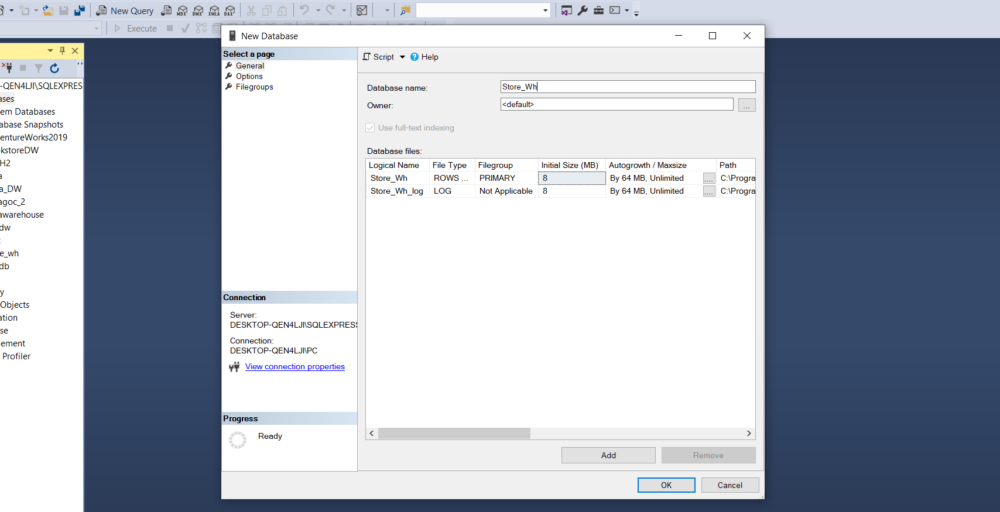 New Query
MDX
DMX
XMLA
DAX
Execute
New Database
Select a page
General
Options
Filegroups
Script
Help
Database name:
Store_Wh
Owner:
<default>
...
Use full-text indexing
Database files:
Logical Name File Type Filegroup Initial Size (MB) Autogrowth / Maxsize Path
Store_Wh ROWS ... PRIMARY 8 By 64 MB, Unlimited .... C:\Progra
Store_Wh_log LOG Not Applicable 8 By 64 MB, Unlimited .... C:\Progra
Connection
Server:
DESKTOP-QEN4LJI\SQLEXPRESS
Connection:
DESKTOP-QEN4LJI\PC
View connection properties
Progress
Ready
Add
Remove
OK
Cancel
-QEN4LJI\SQLEXPRES
ases
em Databases
abase Snapshots
entureWorks2019
kstoreDW
H2
a
a_DW
agoc_2
awarehouse
dw
t
e_wh
db
y
Objects
ation
se
ement
Profiler